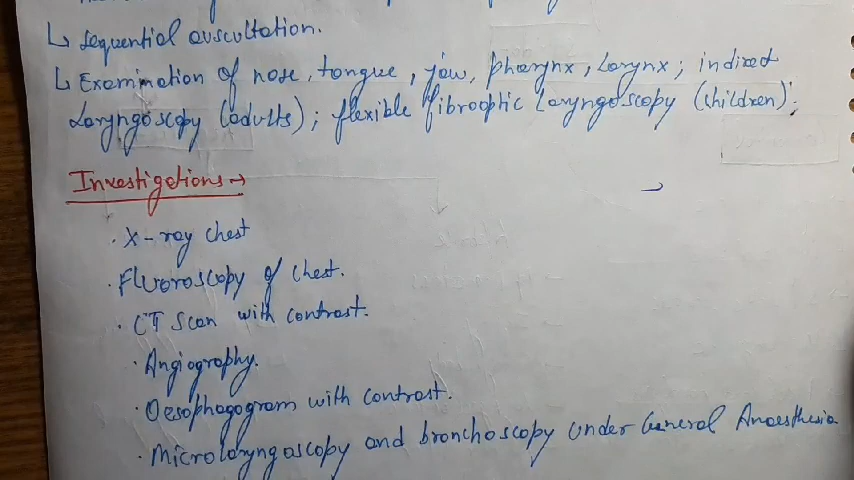 ↳ sequential auscultation.
↳ Examination of nose, tongue, jaw, pharynx, Larynx; indirect
Laryngoscopy (adults); flexible fibrooptic Laryngoscopy (children);
Investigations →
· X-ray chest
· Fluoroscopy of chest.
· CT Scan with contrast.
· Angiography.
· Oesophagogram with contrast.
· Microlaryngoscopy and bronchoscopy under General Anaesthesia